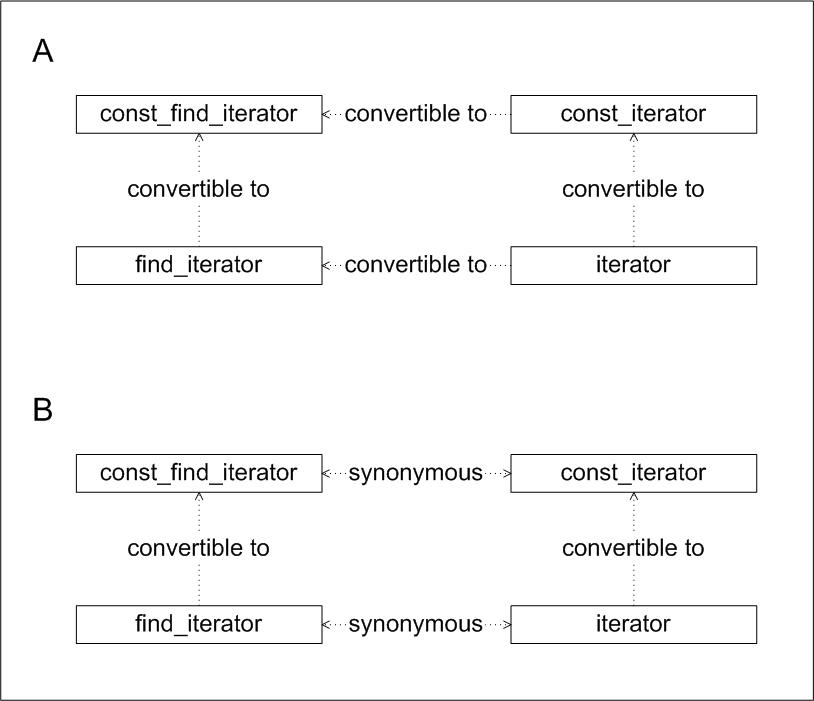 A
const_find_iterator convertible to const_iterator
convertible to convertible to
find_iterator convertible to iterator
B
const_find_iterator synonymous const_iterator
convertible to convertible to
find_iterator synonymous iterator